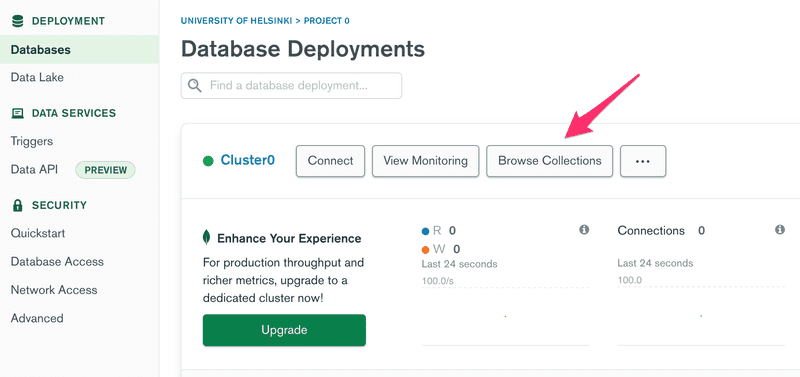 DEPLOYMENT
Databases
Data Lake
DATA SERVICES
Triggers
Data API PREVIEW
SECURITY
Quickstart
Database Access
Network Access
Advanced
UNIVERSITY OF HELSINKI > PROJECT 0
Database Deployments
Find a database deployment...
Cluster0 Connect View Monitoring Browse Collections ...
Enhance Your Experience
For production throughput and
richer metrics, upgrade to a
dedicated cluster now!
Upgrade
R 0
W 0
Last 24 seconds
100.0/s
Connections 0
Last 24 seconds
100.0